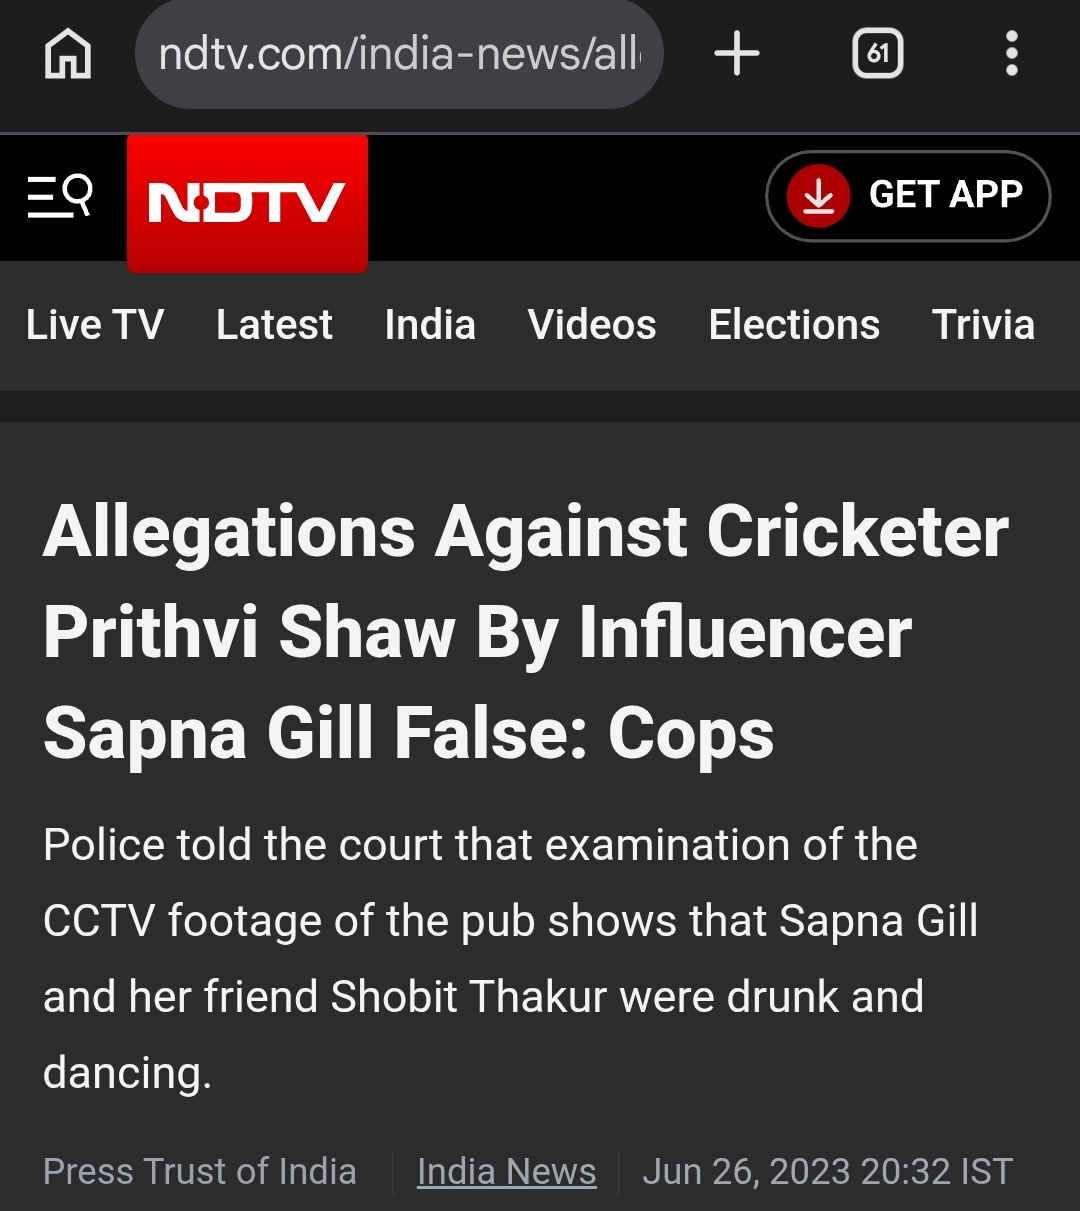 ndtv.com/india-news/all
61
NDTV
GET APP
Live TV Latest India Videos Elections Trivia
Allegations Against Cricketer
Prithvi Shaw By Influencer
Sapna Gill False: Cops
Police told the court that examination of the
CCTV footage of the pub shows that Sapna Gill
and her friend Shobit Thakur were drunk and
dancing.
Press Trust of India India News Jun 26, 2023 20:32 IST